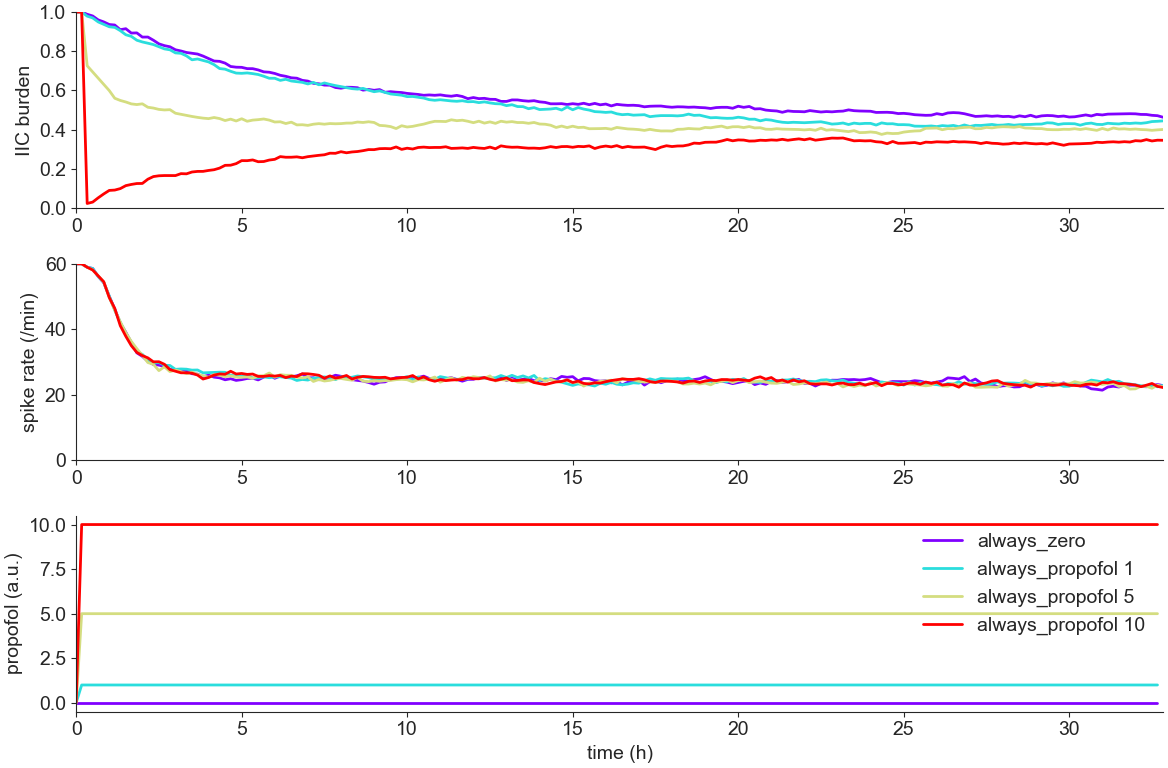 1.0
0.8
0.6
0.4
0.2
0.0
IIC burden
0 5 10 15 20 25 30
60
40
20
0
spike rate (/min)
0 5 10 15 20 25 30
10.0
7.5
5.0
2.5
0.0
propofol (a.u.)
always_zero
always_propofol 1
always_propofol 5
always_propofol 10
0 5 10 15 20 25 30
time (h)